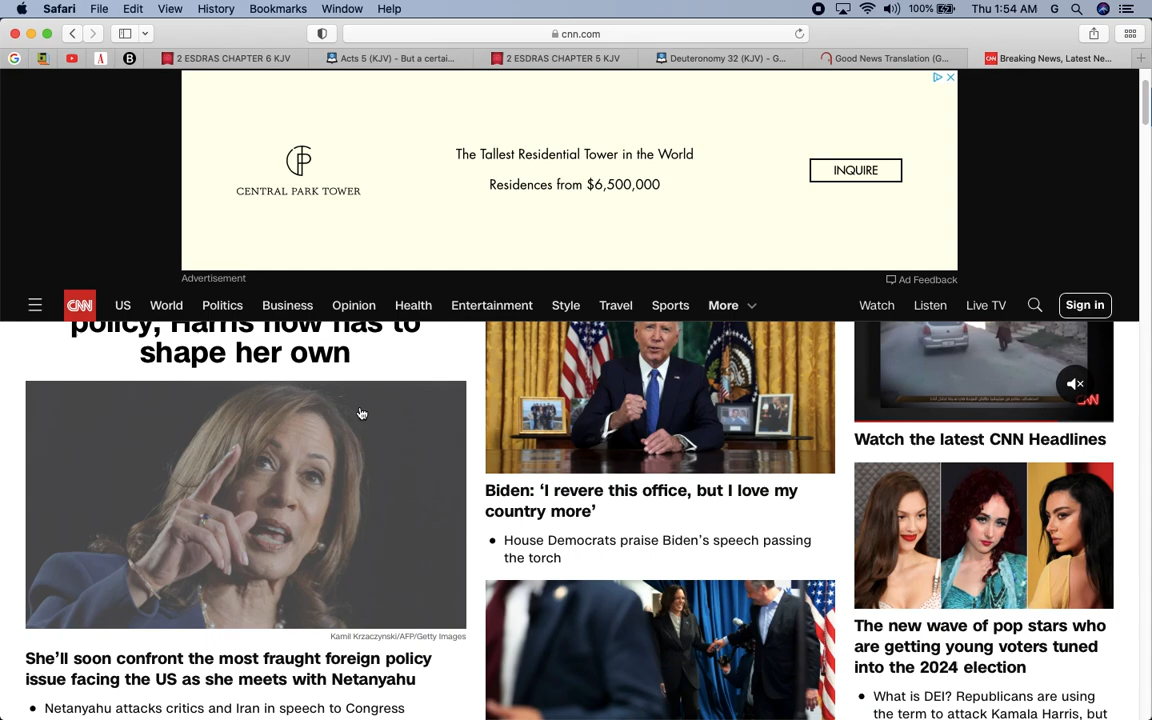 Safari File Edit View History Bookmarks Window Help 100% Thu 1:54 AM G
cnn.com
2 ESDRAS CHAPTER 6 KJV Acts 5 (KJV) - But a certai... 2 ESDRAS CHAPTER 5 KJV Deuteronomy 32 (KJV) - G... Good News Translation (G... Breaking News, Latest Ne...
The Tallest Residential Tower in the World
Residences from $6,500,000
CENTRAL PARK TOWER
INQUIRE
Advertisement
Ad Feedback
CNN US World Politics Business Opinion Health Entertainment Style Travel Sports More Watch Listen Live TV Sign in
policy, Harris now has to
shape her own
Kamil Krzaczynski/AFP/Getty Images
She’ll soon confront the most fraught foreign policy
issue facing the US as she meets with Netanyahu
Netanyahu attacks critics and Iran in speech to Congress
Biden: ‘I revere this office, but I love my
country more’
House Democrats praise Biden’s speech passing
the torch
CNN
Watch the latest CNN Headlines
The new wave of pop stars who
are getting young voters tuned
into the 2024 election
What is DEI? Republicans are using
the term to attack Kamala Harris, but